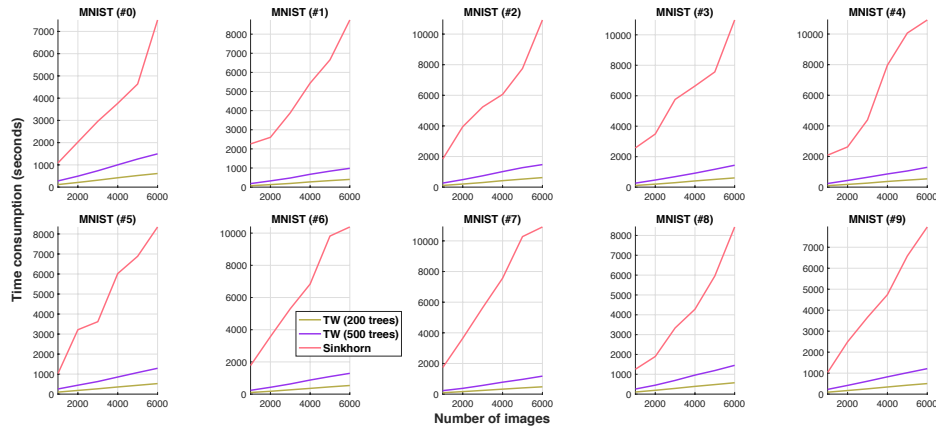 MNIST (#0)
MNIST (#1)
MNIST (#2)
MNIST (#3)
MNIST (#4)
7000
6000
5000
4000
3000
2000
1000
0
2000 4000 6000
8000
7000
6000
5000
4000
3000
2000
1000
0
2000 4000 6000
10000
8000
6000
4000
2000
0
2000 4000 6000
10000
8000
6000
4000
2000
0
2000 4000 6000
10000
8000
6000
4000
2000
0
2000 4000 6000
Time consumption (seconds)
MNIST (#5)
MNIST (#6)
MNIST (#7)
MNIST (#8)
MNIST (#9)
8000
7000
6000
5000
4000
3000
2000
1000
0
2000 4000 6000
10000
8000
6000
4000
2000
0
2000 4000 6000
TW (200 trees)
TW (500 trees)
Sinkhorn
10000
8000
6000
4000
2000
0
2000 4000 6000
8000
7000
6000
5000
4000
3000
2000
1000
0
2000 4000 6000
7000
6000
5000
4000
3000
2000
1000
0
2000 4000 6000
Number of images